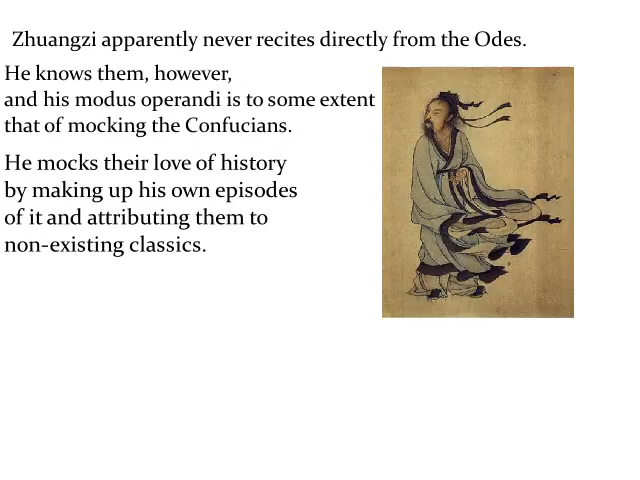 Zhuangzi apparently never recites directly from the Odes.
He knows them, however,
and his modus operandi is to some extent
that of mocking the Confucians.
He mocks their love of history
by making up his own episodes
of it and attributing them to
non-existing classics.